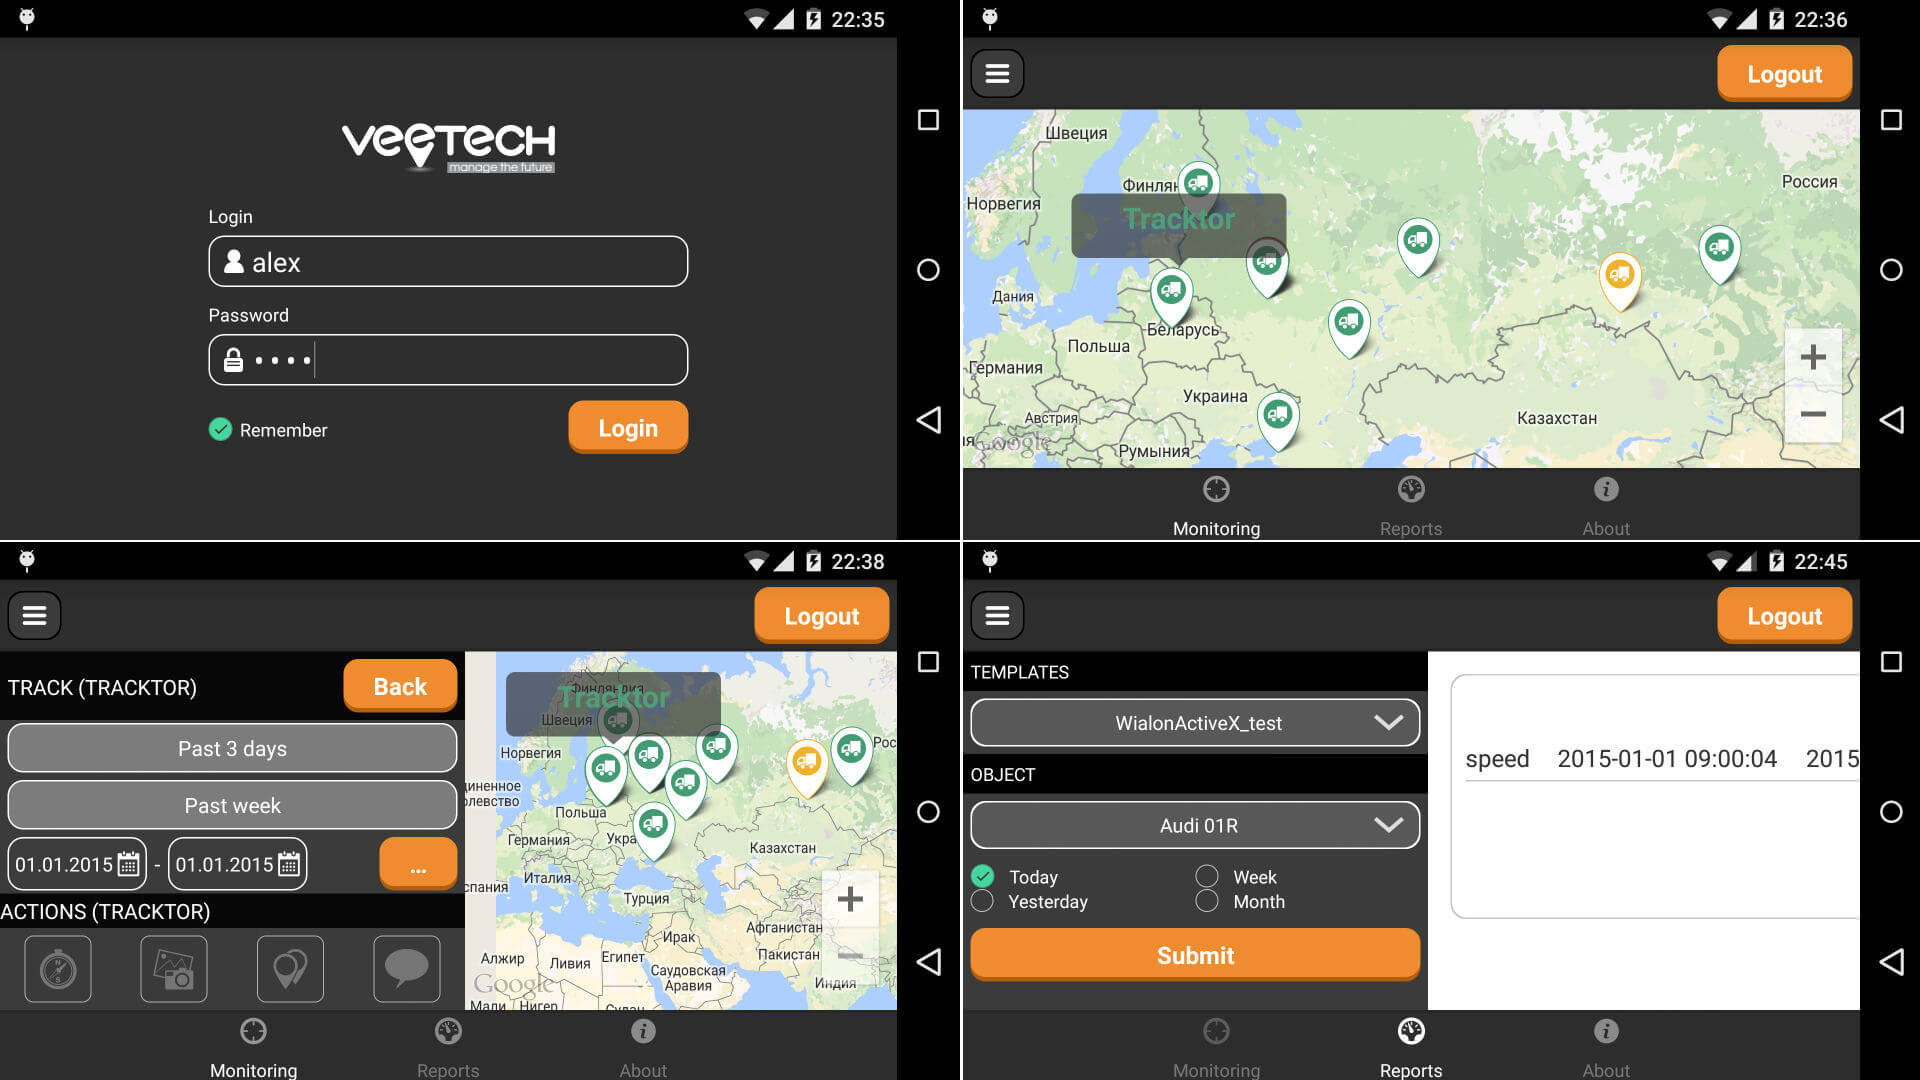 22:35
VEETECH
manage the future
Login
alex
Password
Remember
Login
22:36
Logout
Швеция
Россия
Финлян
Норвегия
Tracktor
Дания
Беларусь
Польша
Германия
Украина
Австрия
Казахстан
Google
Румыния
Monitoring
Reports
About
22:38
Logout
TRACK (TRACKTOR)
Back
Past 3 days
Past week
01.01.2015 - 01.01.2015
...
ACTIONS (TRACKTOR)
Финляндия
Tracktor
Швеция
Рос
Норвегия
диненное
олевство
Польша
Германия
Укра
Казахстан
Италия
спания
Турция
Афганистан
Ирак
Пакистан
Алжир
Ливия
Египет
Саудовская
Аравия
Индия
Google
Мали
Нигер
Судан
Monitoring
Reports
About
22:45
Logout
TEMPLATES
WialonActiveX_test
OBJECT
Audi 01R
Today
Week
Yesterday
Month
Submit
speed 2015-01-01 09:00:04 2015
Monitoring
Reports
About